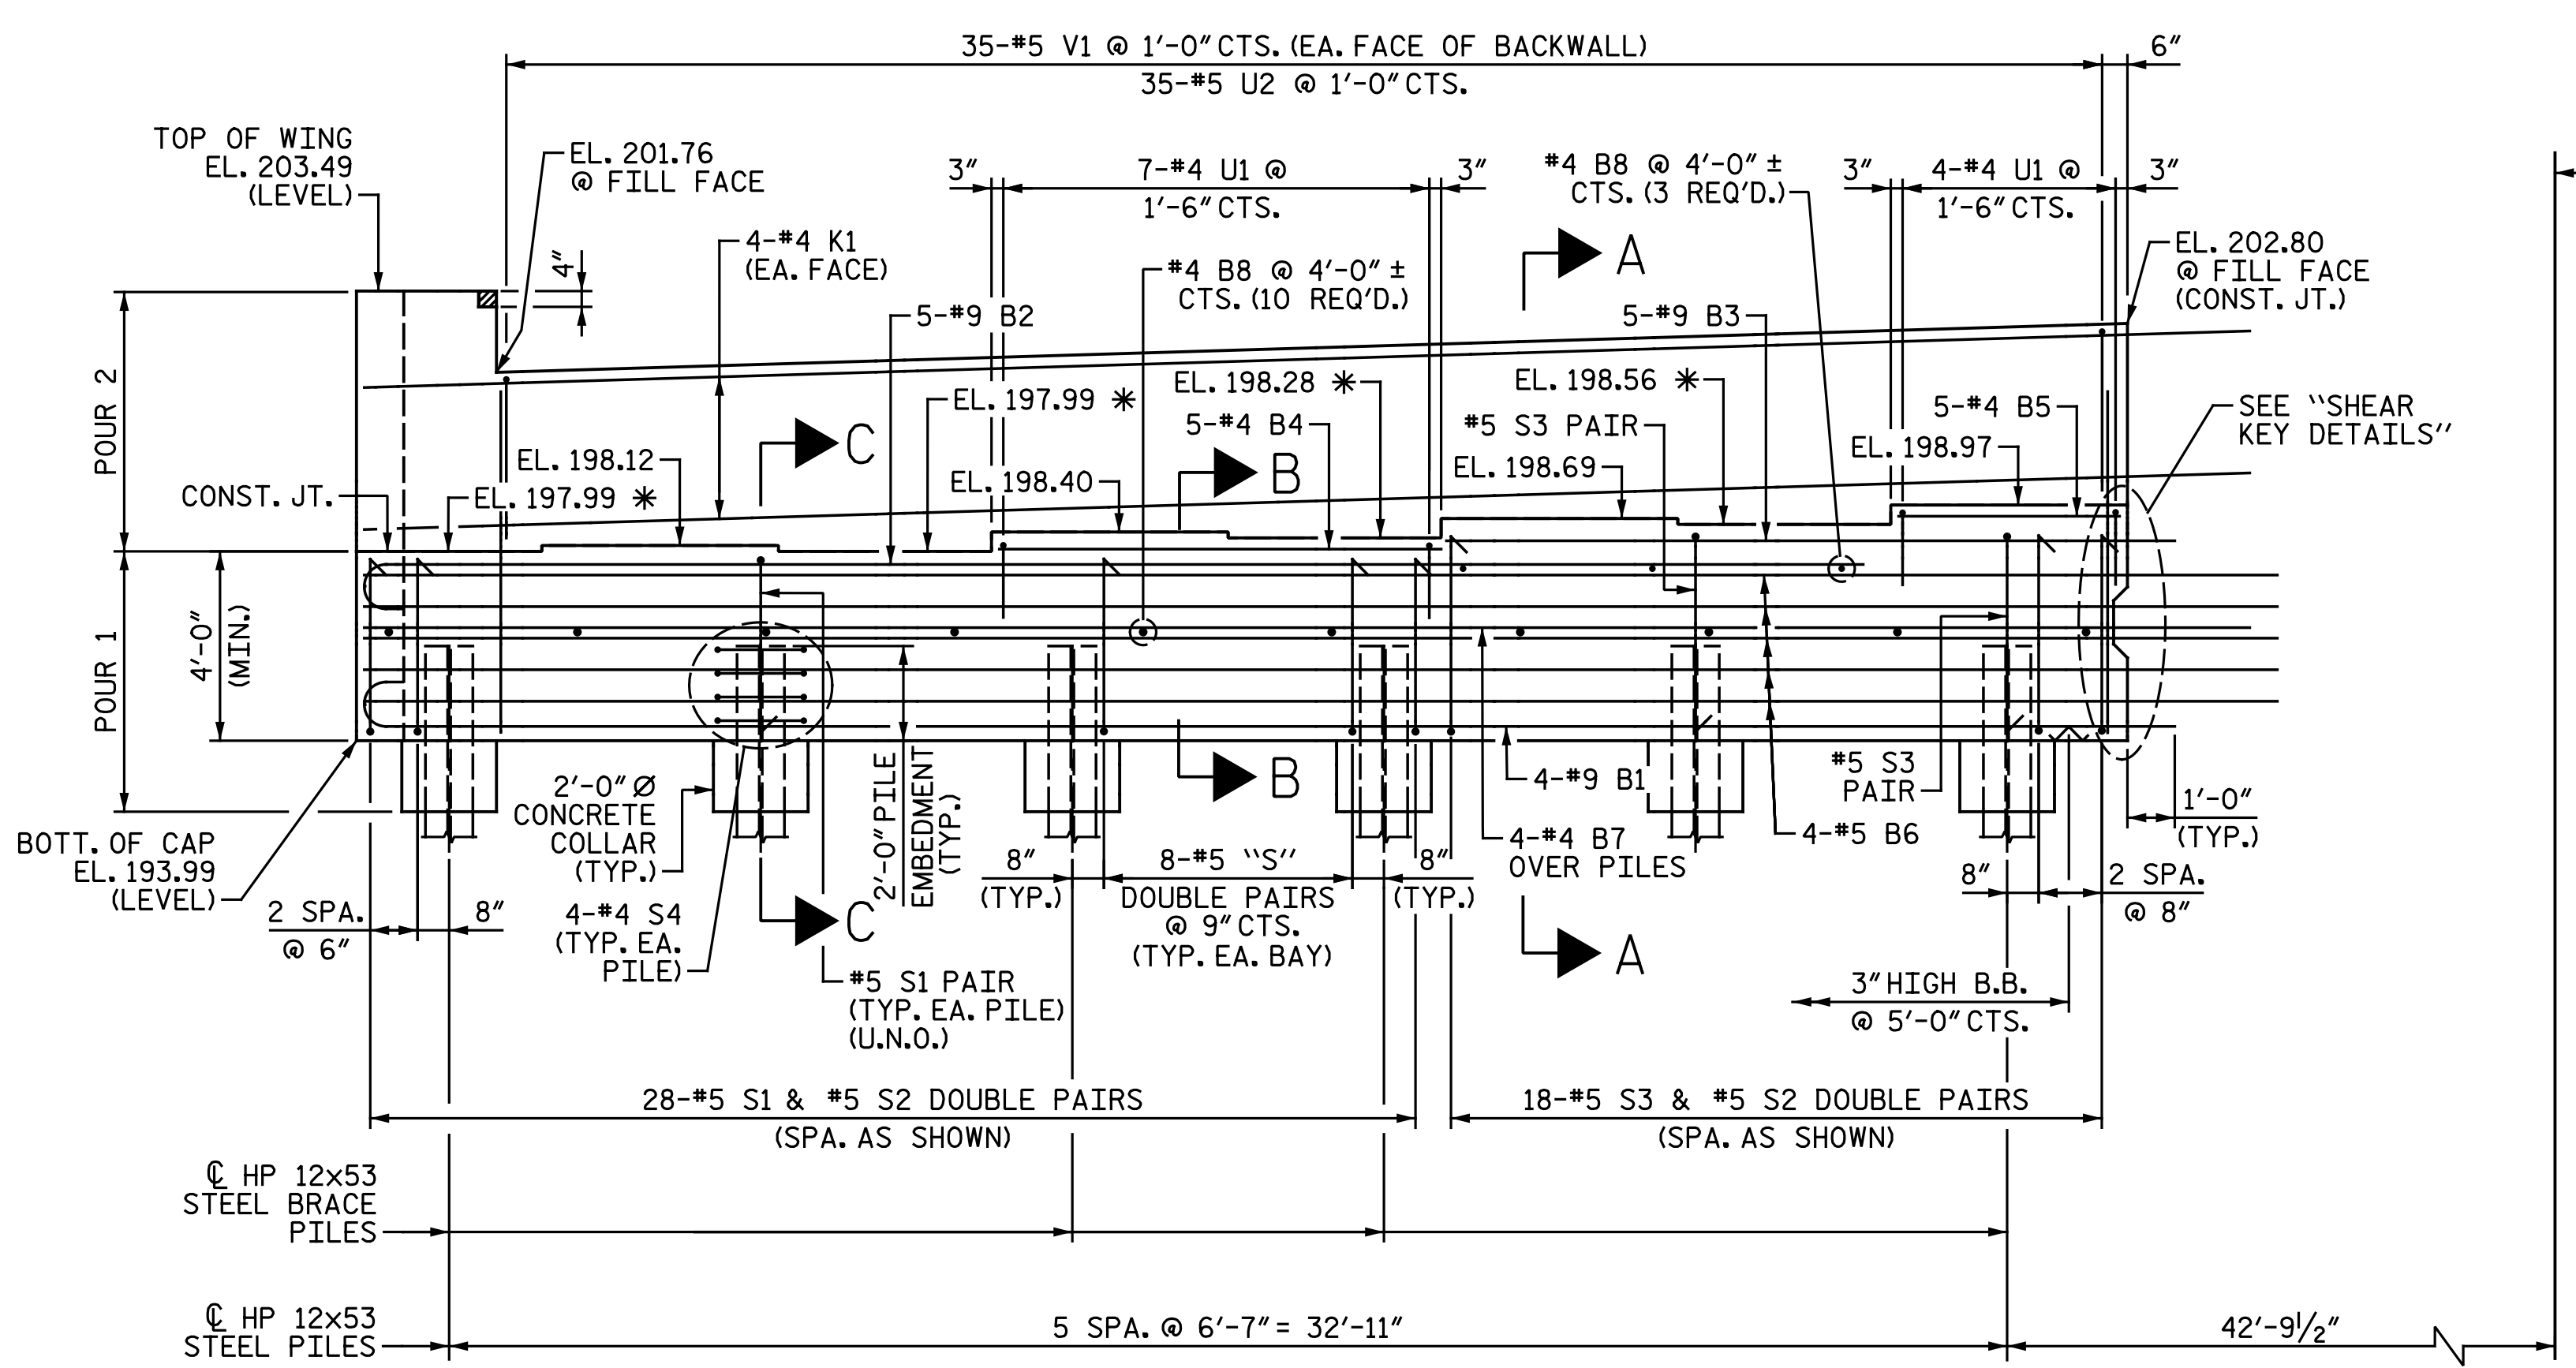 35-#5 V1 @ 1'-0" CTS. (EA. FACE OF BACKWALL)
35-#5 U2 @ 1'-0" CTS.
6"
TOP OF WING
EL. 203.49
(LEVEL)
EL. 201.76
@ FILL FACE
4"
3"
7-#4 U1 @
1'-6" CTS.
3"
#4 B8 @ 4'-0" ±
CTS. (3 REQ'D.)
3"
4-#4 U1 @
1'-6" CTS.
3"
4-#4 K1
(EA. FACE)
#4 B8 @ 4'-0" ±
CTS. (10 REQ'D.)
A
EL. 202.80
@ FILL FACE
(CONST. JT.)
5-#9 B2
5-#9 B3
POUR 2
EL. 197.99 *
EL. 198.28 *
EL. 198.56 *
5-#4 B4
#5 S3 PAIR
5-#4 B5
SEE "SHEAR
KEY DETAILS"
C
EL. 198.12
B
EL. 198.69
EL. 198.97
CONST. JT.
EL. 197.99 *
EL. 198.40
POUR 1
4'-0"
(MIN.)
2'-0" Ø
CONCRETE
COLLAR
(TYP.)
2'-0" PILE
EMBEDMENT
(TYP.)
B
4-#9 B1
#5 S3
PAIR
1'-0"
(TYP.)
BOTT. OF CAP
EL. 193.99
(LEVEL)
4-#4 B7
OVER PILES
4-#5 B6
8"
(TYP.)
8-#5 "S"
DOUBLE PAIRS
@ 9" CTS.
(TYP. EA. BAY)
8"
(TYP.)
8"
2 SPA.
@ 8"
2 SPA.
@ 6"
8"
4-#4 S4
(TYP. EA.
PILE)
C
A
#5 S1 PAIR
(TYP. EA. PILE)
(U.N.O.)
3" HIGH B.B.
@ 5'-0" CTS.
28-#5 S1 & #5 S2 DOUBLE PAIRS
(SPA. AS SHOWN)
18-#5 S3 & #5 S2 DOUBLE PAIRS
(SPA. AS SHOWN)
℄ HP 12x53
STEEL BRACE
PILES
℄ HP 12x53
STEEL PILES
5 SPA. @ 6'-7" = 32'-11"
42'-9 1/2"